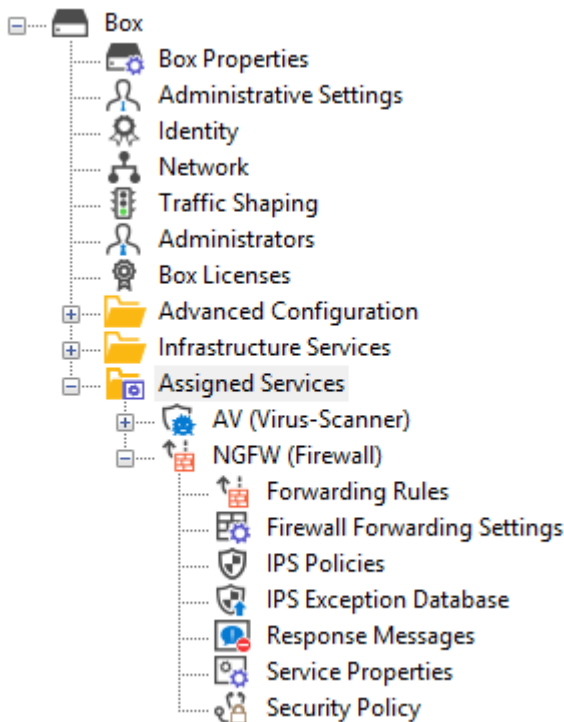 Box
Box Properties
Administrative Settings
Identity
Network
Traffic Shaping
Administrators
Box Licenses
Advanced Configuration
Infrastructure Services
Assigned Services
AV (Virus-Scanner)
NGFW (Firewall)
Forwarding Rules
Firewall Forwarding Settings
IPS Policies
IPS Exception Database
Response Messages
Service Properties
Security Policy